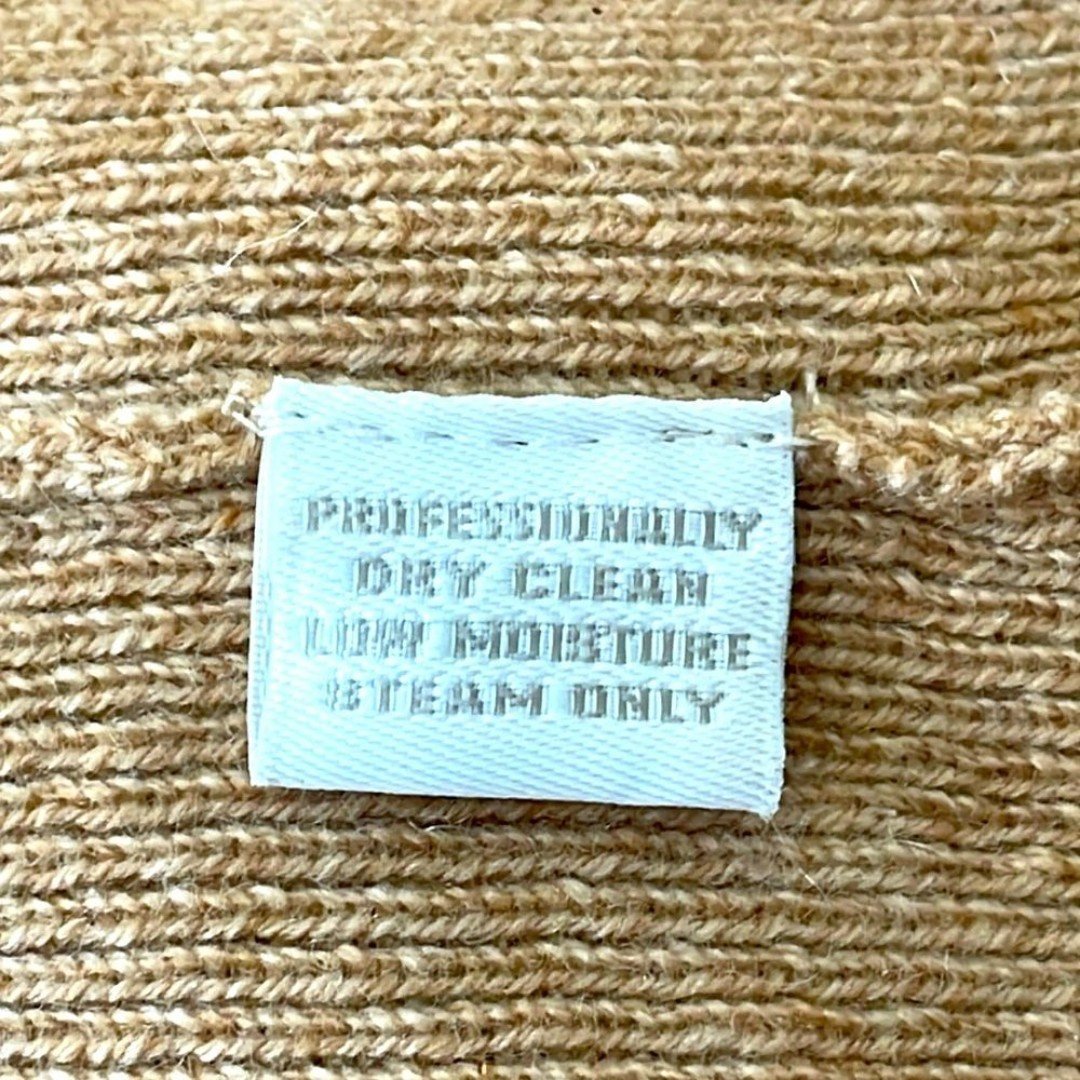 PROFESSIONALLY
DRY CLEAN
LOW MOISTURE
STEAM ONLY